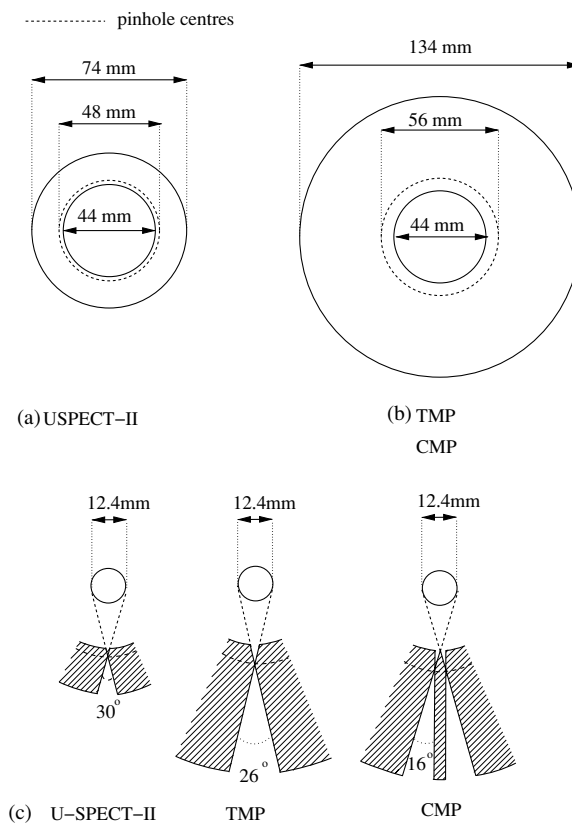 pinhole centres
74 mm
48 mm
44 mm
134 mm
56 mm
44 mm
(a) USPECT−II
(b) TMP
CMP
12.4mm
12.4mm
12.4mm
30°
26°
16°
(c) U−SPECT−II TMP CMP